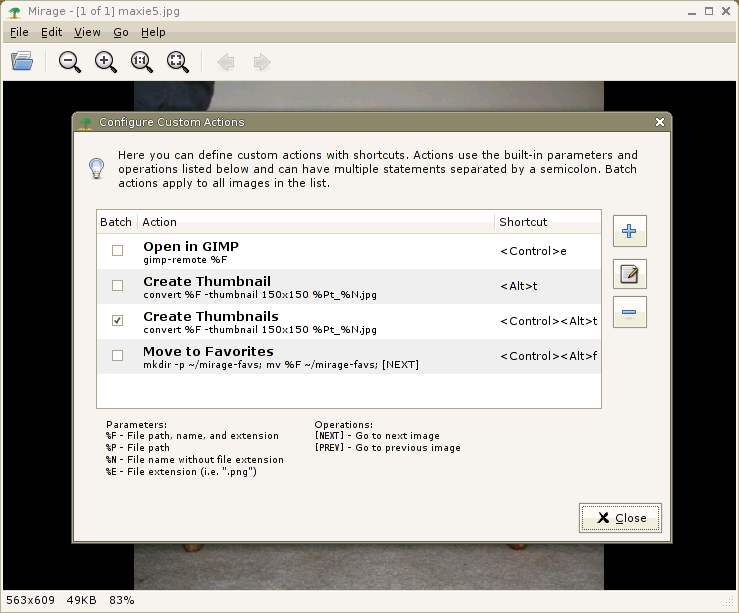 Mirage - [1 of 1] maxie5.jpg
File Edit View Go Help
1:1
Configure Custom Actions
Here you can define custom actions with shortcuts. Actions use the built-in parameters and
operations listed below and can have multiple statements separated by a semicolon. Batch
actions apply to all images in the list.
Batch Action Shortcut
Open in GIMP
gimp-remote %F
<Control>e
Create Thumbnail
convert %F -thumbnail 150x150 %Pt_%N.jpg
<Alt>t
Create Thumbnails
convert %F -thumbnail 150x150 %Pt_%N.jpg
<Control><Alt>t
Move to Favorites
mkdir -p ~/mirage-favs; mv %F ~/mirage-favs; [NEXT]
<Control><Alt>f
Parameters:
%F - File path, name, and extension
%P - File path
%N - File name without file extension
%E - File extension (i.e. ".png")
Operations:
[NEXT] - Go to next image
[PREV] - Go to previous image
Close
563x609 49KB 83%